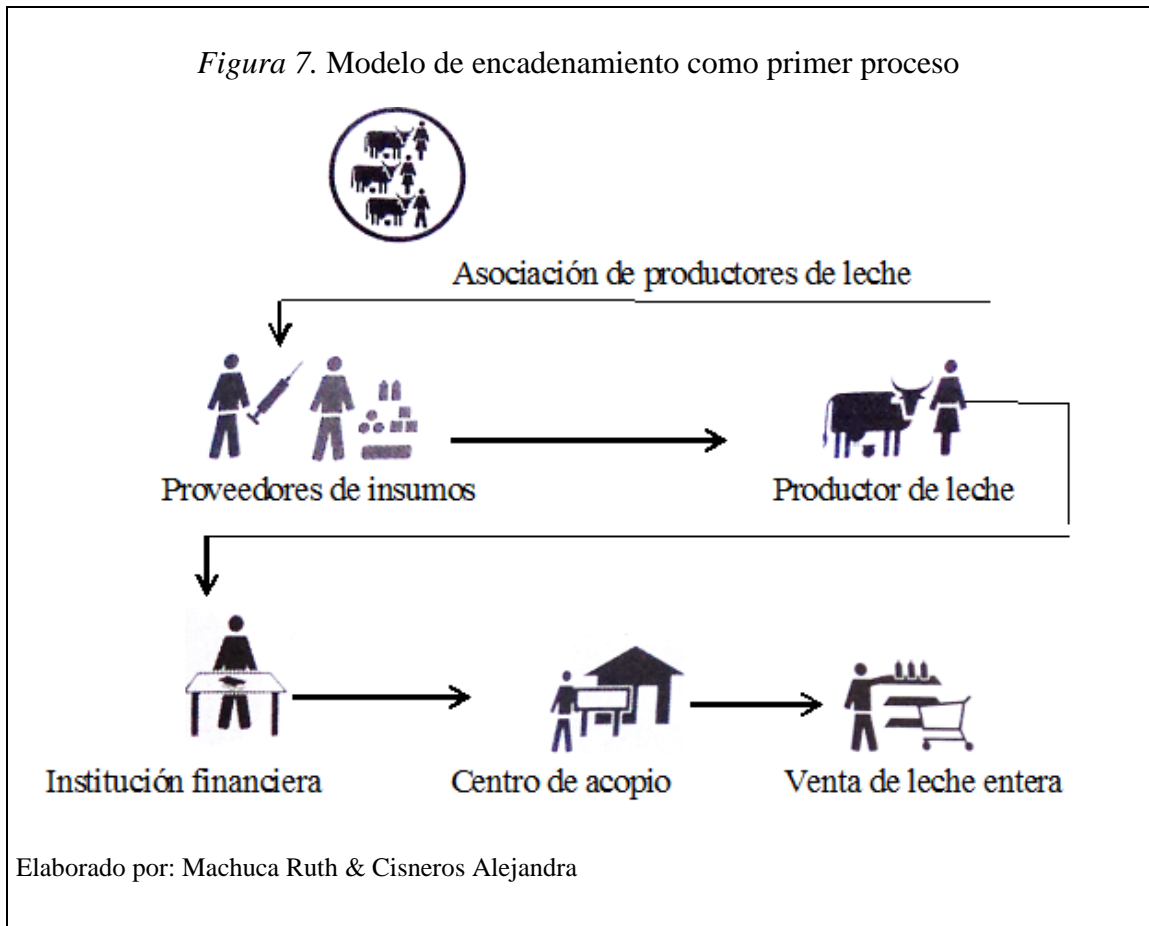 Figura 7. Modelo de encadenamiento como primer proceso
Asociación de productores de leche
Proveedores de insumos
Productor de leche
Institución financiera
Centro de acopio
Venta de leche entera
Elaborado por: Machuca Ruth & Cisneros Alejandra